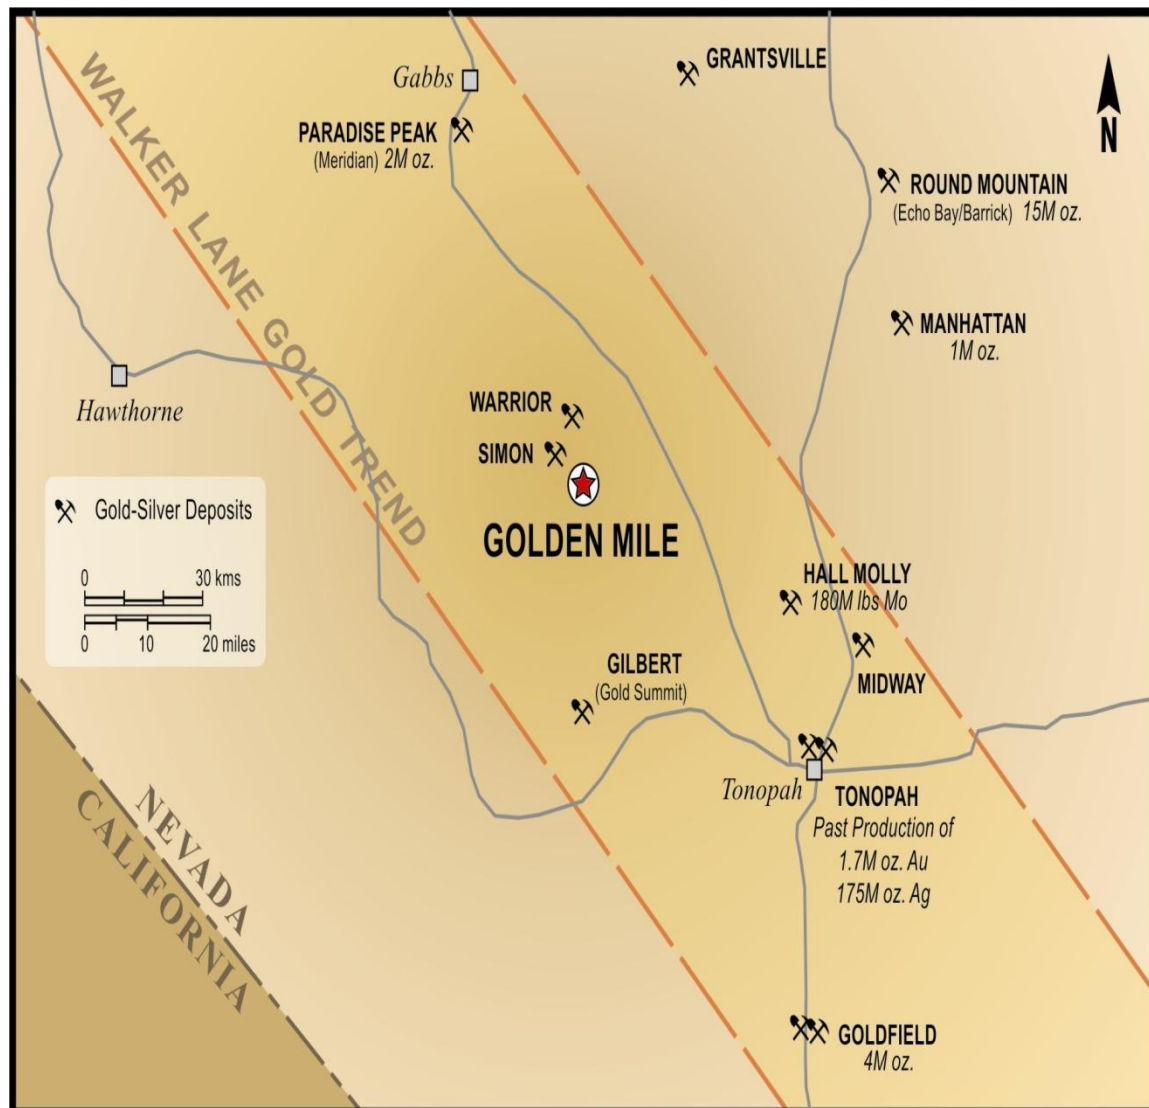 GRANTSVILLE
Gabbs
PARADISE PEAK
(Meridian) 2M oz.
N
WALKER LANE GOLD TREND
ROUND MOUNTAIN
(Echo Bay/Barrick) 15M oz.
MANHATTAN
1M oz.
Hawthorne
WARRIOR
SIMON
GOLDEN MILE
Gold-Silver Deposits
0 30 kms
0 10 20 miles
HALL MOLLY
180M lbs Mo
GILBERT
(Gold Summit)
MIDWAY
Tonopah
TONOPAH
Past Production of
1.7M oz. Au
175M oz. Ag
NEVADA
CALIFORNIA
GOLDFIELD
4M oz.